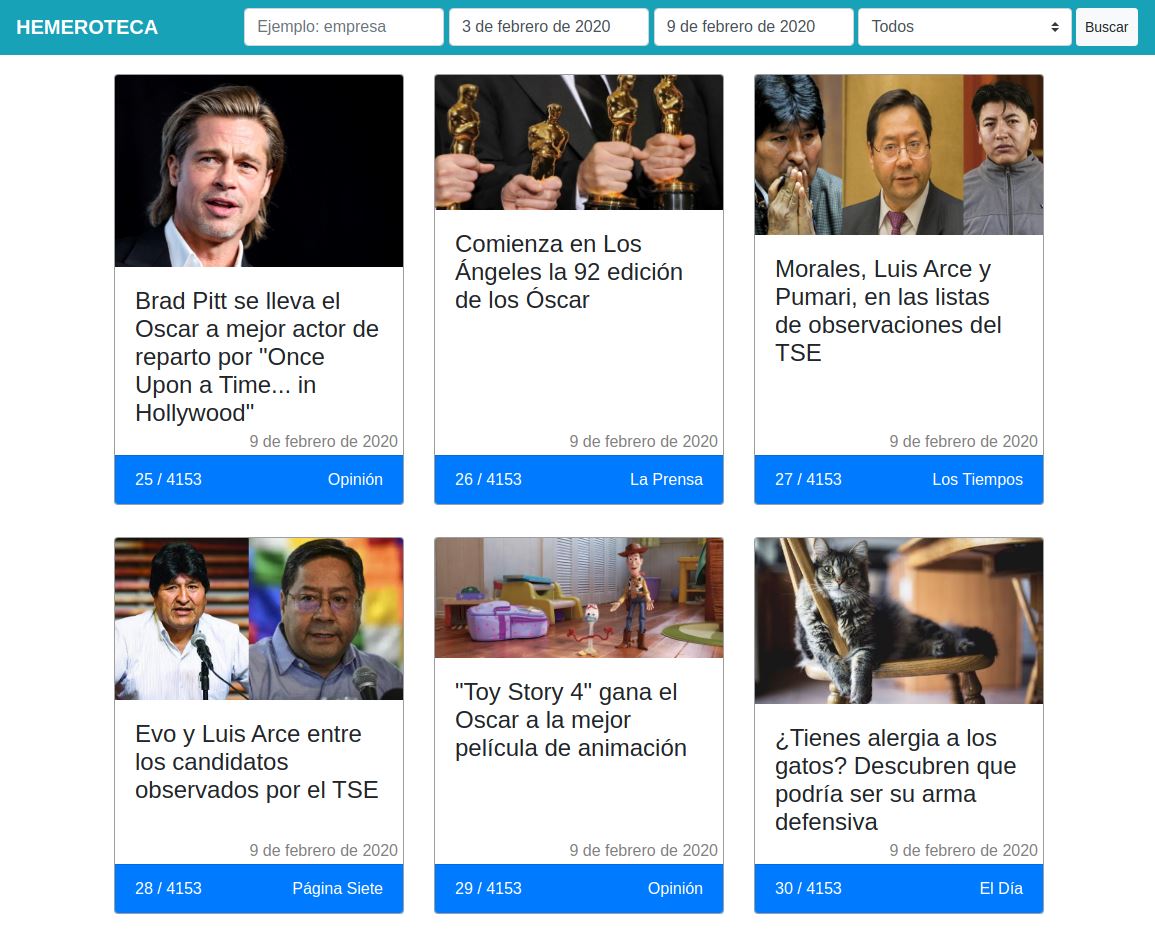 HEMEROTECA
Ejemplo: empresa
3 de febrero de 2020
9 de febrero de 2020
Todos
Buscar
Brad Pitt se lleva el
Oscar a mejor actor de
reparto por "Once
Upon a Time... in
Hollywood"
9 de febrero de 2020
25 / 4153
Opinión
Comienza en Los
Ángeles la 92 edición
de los Óscar
9 de febrero de 2020
26 / 4153
La Prensa
Morales, Luis Arce y
Pumari, en las listas
de observaciones del
TSE
9 de febrero de 2020
27 / 4153
Los Tiempos
Evo y Luis Arce entre
los candidatos
observados por el TSE
9 de febrero de 2020
28 / 4153
Página Siete
"Toy Story 4" gana el
Oscar a la mejor
película de animación
9 de febrero de 2020
29 / 4153
Opinión
¿Tienes alergia a los
gatos? Descubren que
podría ser su arma
defensiva
9 de febrero de 2020
30 / 4153
El Día